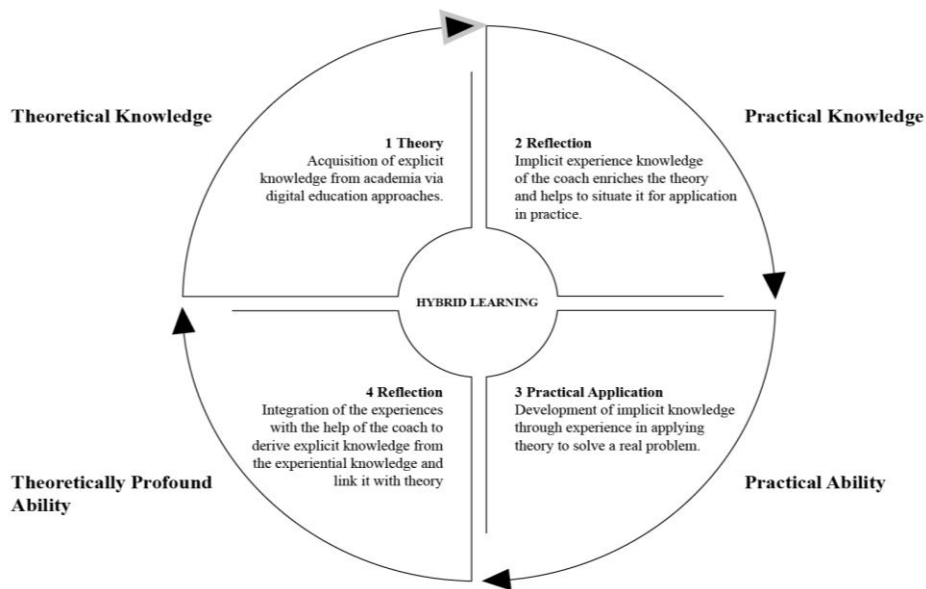 Theoretical Knowledge
Practical Knowledge
1 Theory
Acquisition of explicit
knowledge from academia via
digital education approaches.
2 Reflection
Implicit experience knowledge
of the coach enriches the theory
and helps to situate it for application
in practice.
HYBRID LEARNING
4 Reflection
Integration of the experiences
with the help of the coach to
derive explicit knowledge from
the experiential knowledge and
link it with theory
3 Practical Application
Development of implicit knowledge
through experience in applying
theory to solve a real problem.
Theoretically Profound
Ability
Practical Ability